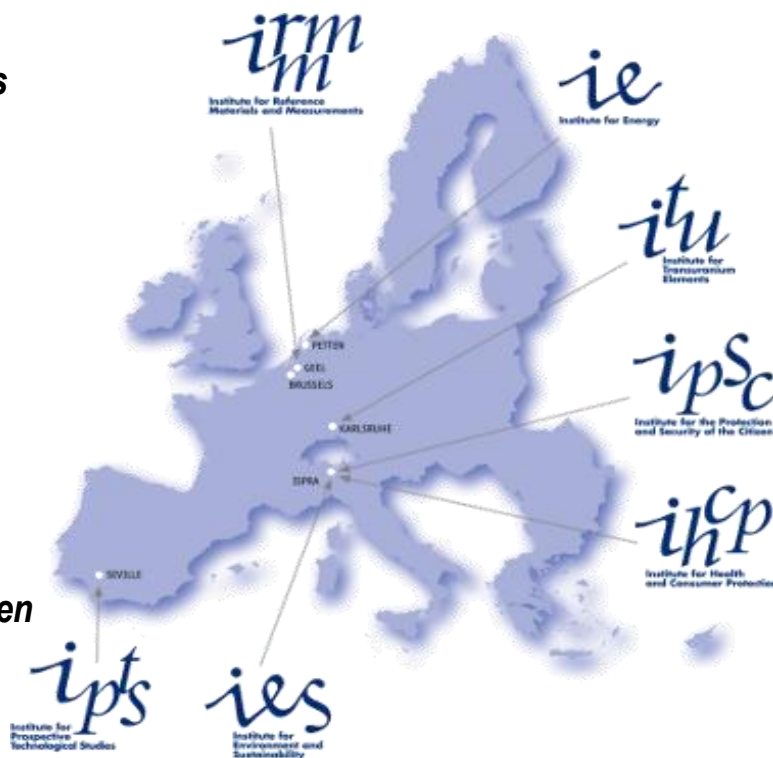 irmm
Institute for Reference
Materials and Measurements
s
ie
Institute for Energy
itu
Institute for
Transuranium
Elements
PETTEN
GEEL
BRUSSELS
ipsc
Institute for the Protection
and Security of the Citizen
KARLSRUHE
ISPRA
ihcp
Institute for Health
and Consumer Protection
SEVILLE
en
ipts
Institute for
Prospective
Technological Studies
ies
Institute for
Environment and
Sustainability